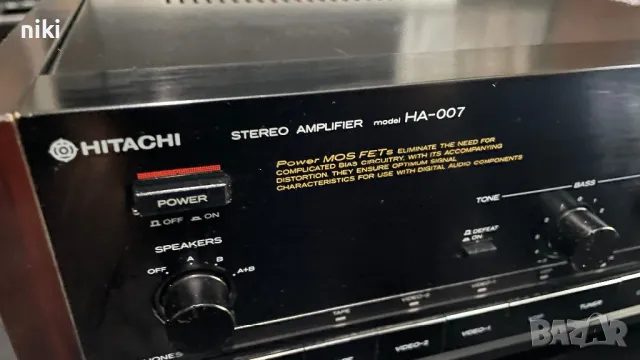 niki
HITACHI
STEREO AMPLIFIER model HA-007
Power MOS FETs ELIMINATE THE NEED FOR
COMPLICATED BIAS CIRCUITRY, WITH ITS ACCOMPANYING
DISTORTION. THEY ENSURE OPTIMUM SIGNAL
CHARACTERISTICS FOR USE WITH DIGITAL AUDIO COMPONENTS
POWER
OFF ON
TONE
BASS
DEFEAT
ON
SPEAKERS
OFF A B A+B
TAPE VIDEO-2 VIDEO-1
VIDEO-2 VIDEO-1 TUNER
BAZAR